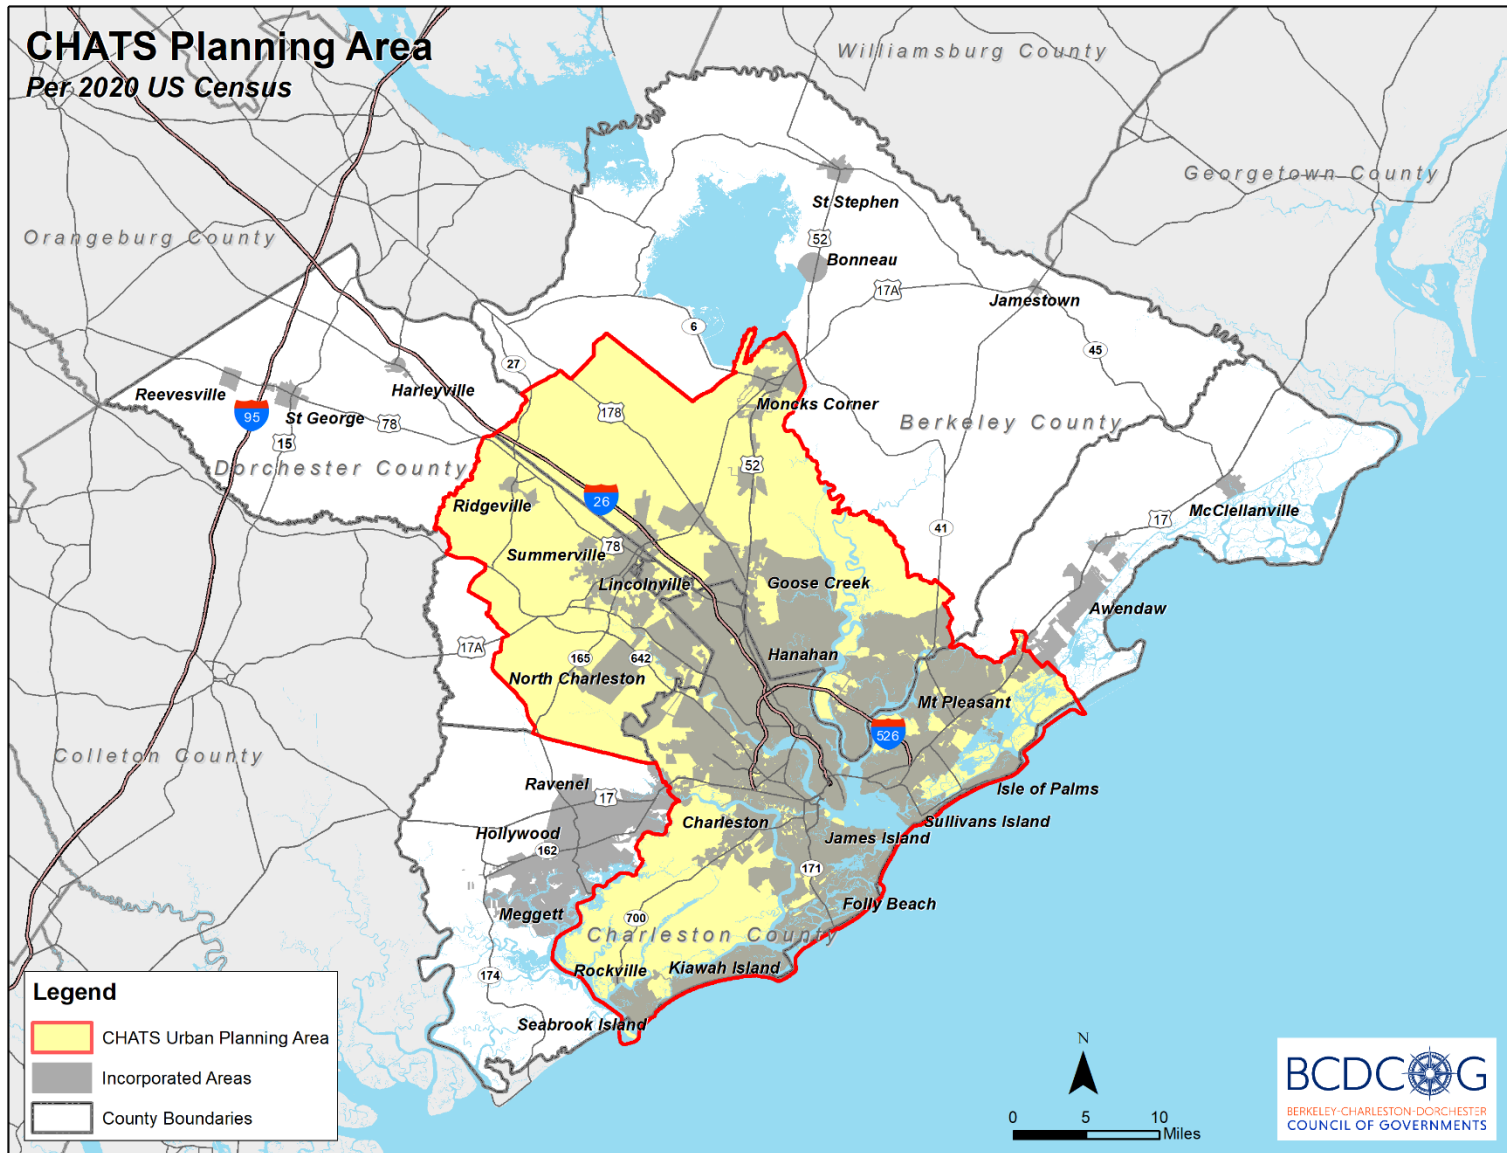 CHATS Planning Area
Per 2020 US Census
Williamsburg County
Georgetown County
Orangeburg County
St Stephen
52
Bonneau
17A
Jamestown
6
45
27
Reevesville
Harleyville
95
St George
78
15
178
Moncks Corner
Berkeley County
Dorchester County
52
26
Ridgeville
McClellanville
17
41
Summerville
78
Lincolnville
Goose Creek
Awendaw
17A
165
642
Hanahan
North Charleston
Mt Pleasant
526
Colleton County
Ravenel
17
Isle of Palms
Hollywood
Charleston
Sullivans Island
James Island
162
171
Meggett
Folly Beach
700
Charleston County
174
Rockville
Kiawah Island
Seabrook Island
Legend
CHATS Urban Planning Area
Incorporated Areas
County Boundaries
N
0
5
10
Miles
BCDCOG
BERKELEY-CHARLESTON-DORCHESTER
COUNCIL OF GOVERNMENTS